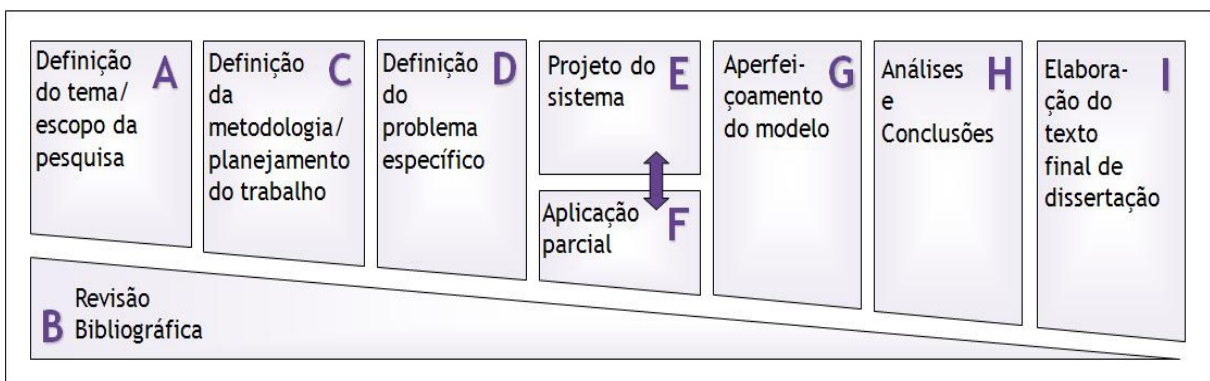 Definição A
do tema/
escopo da
pesquisa
Definição C
da
metodologia/
planejamento
do trabalho
Definição D
do
problema
específico
Projeto do E
sistema
Aplicação F
parcial
Aperfei- G
çoamento
do modelo
Análises H
e
Conclusões
Elabora- I
ção do
texto
final de
dissertação
B Revisão
Bibliográfica